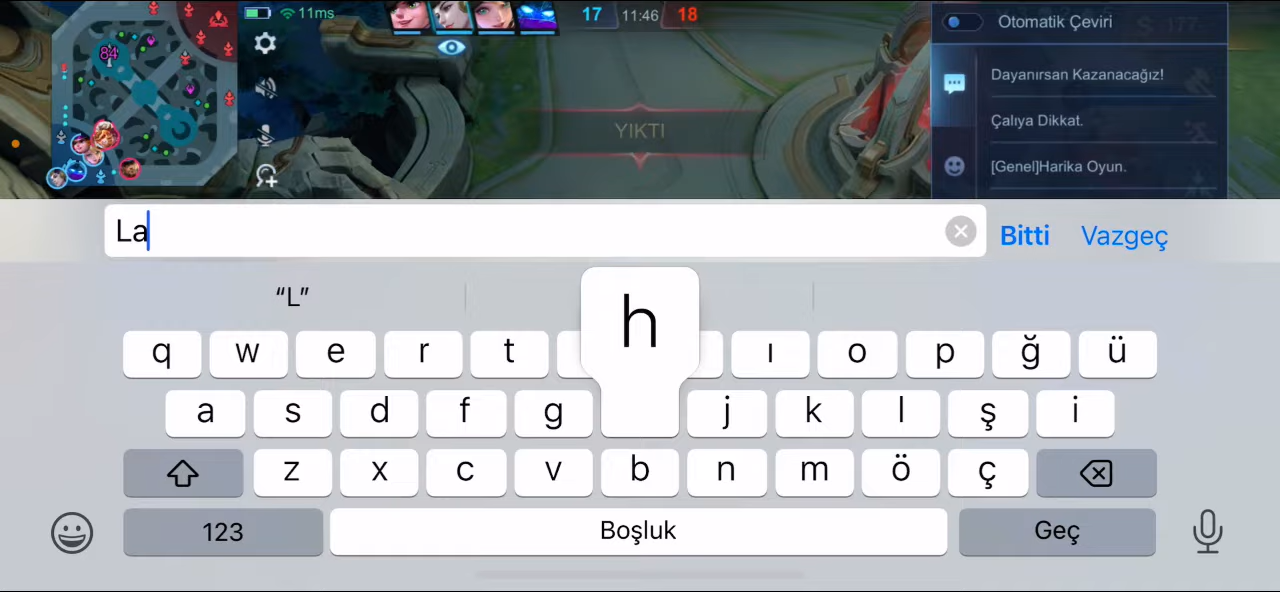 11ms
17 11:46 18
84
YIKTI
Otomatik Çeviri
Dayanırsan Kazanacağız!
Çalıya Dikkat.
[Genel]Harika Oyun.
La
Bitti Vazgeç
“L”
h
q w e r t ı o p ğ ü
a s d f g j k l ş i
z x c v b n m ö ç
123 Boşluk Geç